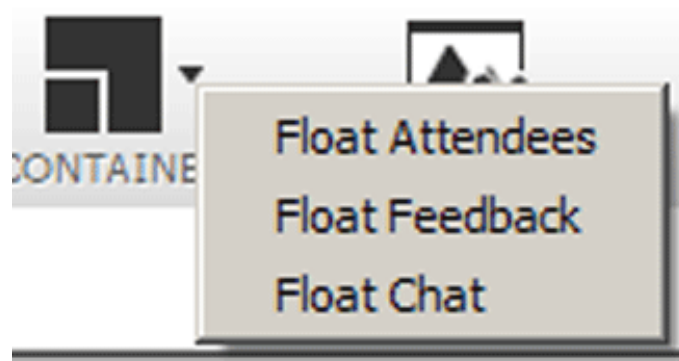 CONTAINE
Float Attendees
Float Feedback
Float Chat